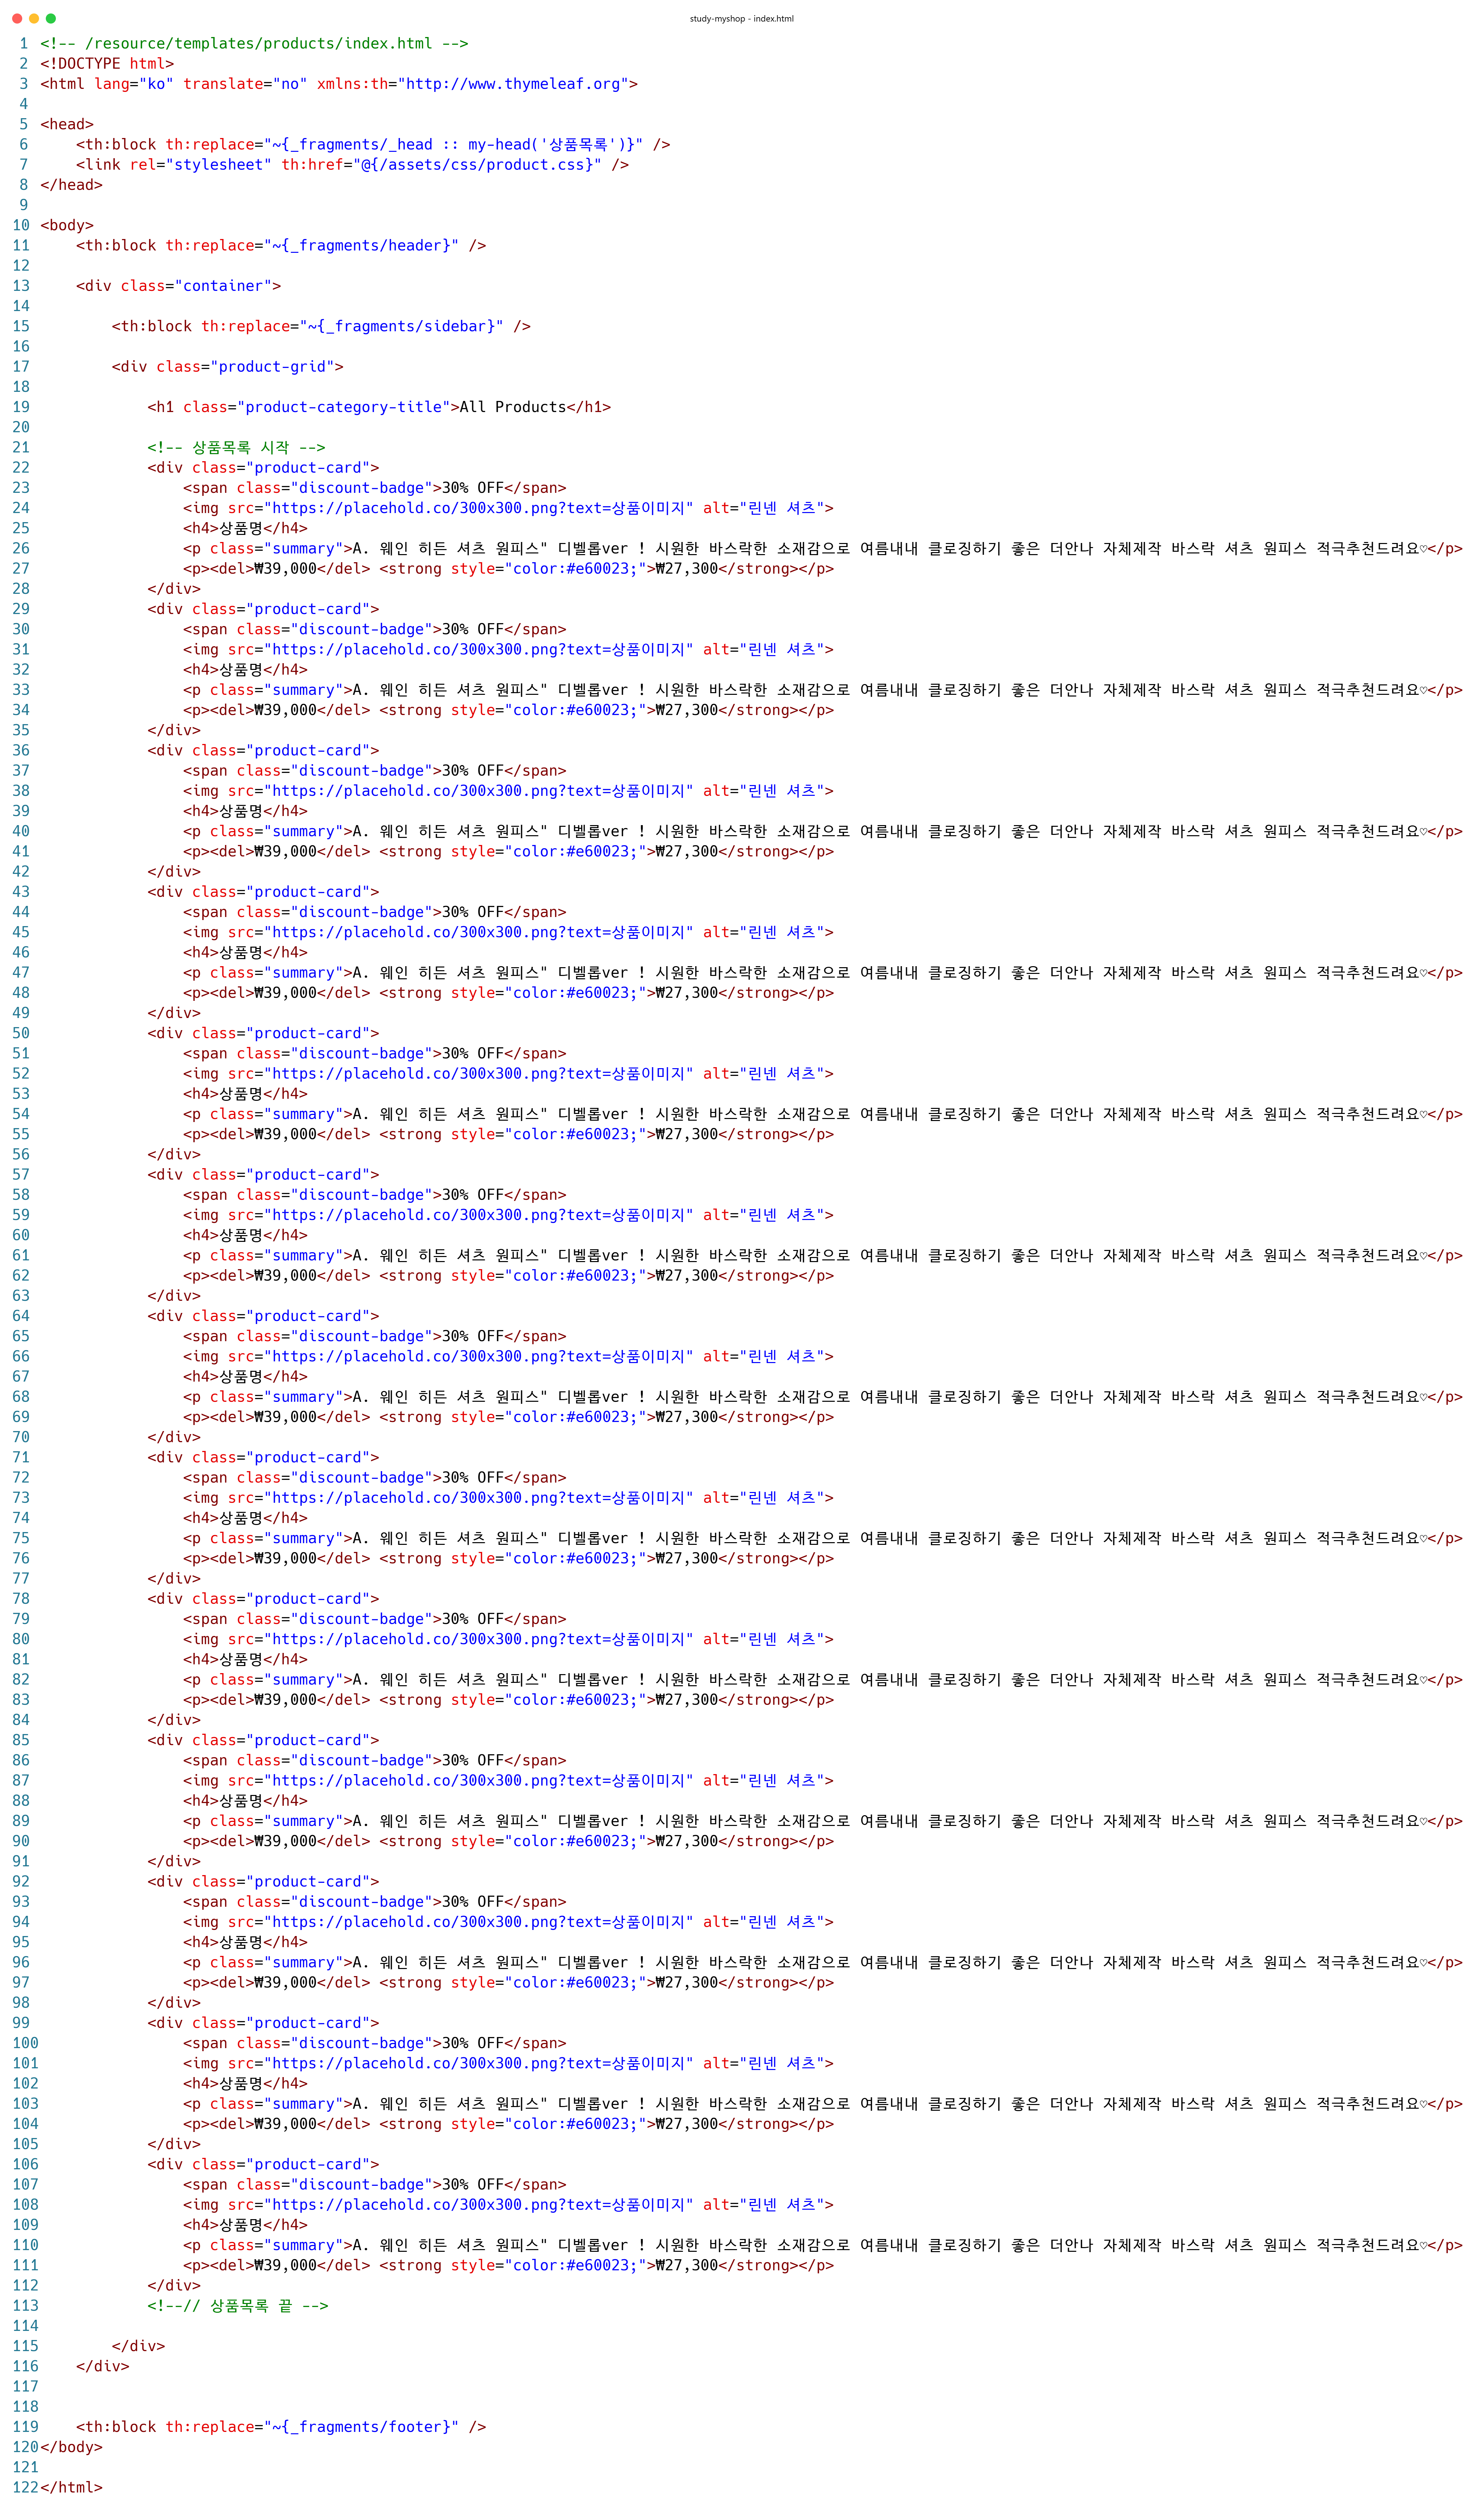 study-myshop - index.html
1 <!-- /resource/templates/products/index.html -->
2 <!DOCTYPE html>
3 <html lang="ko" translate="no" xmlns:th="http://www.thymeleaf.org">
4
5 <head>
6     <th:block th:replace="~{_fragments/_head :: my-head('상품목록')}" />
7     <link rel="stylesheet" th:href="@{/assets/css/product.css}" />
8 </head>
9
10 <body>
11     <th:block th:replace="~{_fragments/header}" />
12
13     <div class="container">
14
15         <th:block th:replace="~{_fragments/sidebar}" />
16
17         <div class="product-grid">
18
19             <h1 class="product-category-title">All Products</h1>
20
21             <!-- 상품목록 시작 -->
22             <div class="product-card">
23                 <span class="discount-badge">30% OFF</span>
24                 <img src="https://placehold.co/300x300.png?text=상품이미지" alt="린넨 셔츠">
25                 <h4>상품명</h4>
26                 <p class="summary">A. 웨인 히든 셔츠 원피스" 디벨롭ver ! 시원한 바스락한 소재감으로 여름내내 클로징하기 좋은 더안나 자체제작 바스락 셔츠 원피스 적극추천드려요♡</p>
27                 <p><del>₩39,000</del> <strong style="color:#e60023;">₩27,300</strong></p>
28             </div>
29             <div class="product-card">
30                 <span class="discount-badge">30% OFF</span>
31                 <img src="https://placehold.co/300x300.png?text=상품이미지" alt="린넨 셔츠">
32                 <h4>상품명</h4>
33                 <p class="summary">A. 웨인 히든 셔츠 원피스" 디벨롭ver ! 시원한 바스락한 소재감으로 여름내내 클로징하기 좋은 더안나 자체제작 바스락 셔츠 원피스 적극추천드려요♡</p>
34                 <p><del>₩39,000</del> <strong style="color:#e60023;">₩27,300</strong></p>
35             </div>
36             <div class="product-card">
37                 <span class="discount-badge">30% OFF</span>
38                 <img src="https://placehold.co/300x300.png?text=상품이미지" alt="린넨 셔츠">
39                 <h4>상품명</h4>
40                 <p class="summary">A. 웨인 히든 셔츠 원피스" 디벨롭ver ! 시원한 바스락한 소재감으로 여름내내 클로징하기 좋은 더안나 자체제작 바스락 셔츠 원피스 적극추천드려요♡</p>
41                 <p><del>₩39,000</del> <strong style="color:#e60023;">₩27,300</strong></p>
42             </div>
43             <div class="product-card">
44                 <span class="discount-badge">30% OFF</span>
45                 <img src="https://placehold.co/300x300.png?text=상품이미지" alt="린넨 셔츠">
46                 <h4>상품명</h4>
47                 <p class="summary">A. 웨인 히든 셔츠 원피스" 디벨롭ver ! 시원한 바스락한 소재감으로 여름내내 클로징하기 좋은 더안나 자체제작 바스락 셔츠 원피스 적극추천드려요♡</p>
48                 <p><del>₩39,000</del> <strong style="color:#e60023;">₩27,300</strong></p>
49             </div>
50             <div class="product-card">
51                 <span class="discount-badge">30% OFF</span>
52                 <img src="https://placehold.co/300x300.png?text=상품이미지" alt="린넨 셔츠">
53                 <h4>상품명</h4>
54                 <p class="summary">A. 웨인 히든 셔츠 원피스" 디벨롭ver ! 시원한 바스락한 소재감으로 여름내내 클로징하기 좋은 더안나 자체제작 바스락 셔츠 원피스 적극추천드려요♡</p>
55                 <p><del>₩39,000</del> <strong style="color:#e60023;">₩27,300</strong></p>
56             </div>
57             <div class="product-card">
58                 <span class="discount-badge">30% OFF</span>
59                 <img src="https://placehold.co/300x300.png?text=상품이미지" alt="린넨 셔츠">
60                 <h4>상품명</h4>
61                 <p class="summary">A. 웨인 히든 셔츠 원피스" 디벨롭ver ! 시원한 바스락한 소재감으로 여름내내 클로징하기 좋은 더안나 자체제작 바스락 셔츠 원피스 적극추천드려요♡</p>
62                 <p><del>₩39,000</del> <strong style="color:#e60023;">₩27,300</strong></p>
63             </div>
64             <div class="product-card">
65                 <span class="discount-badge">30% OFF</span>
66                 <img src="https://placehold.co/300x300.png?text=상품이미지" alt="린넨 셔츠">
67                 <h4>상품명</h4>
68                 <p class="summary">A. 웨인 히든 셔츠 원피스" 디벨롭ver ! 시원한 바스락한 소재감으로 여름내내 클로징하기 좋은 더안나 자체제작 바스락 셔츠 원피스 적극추천드려요♡</p>
69                 <p><del>₩39,000</del> <strong style="color:#e60023;">₩27,300</strong></p>
70             </div>
71             <div class="product-card">
72                 <span class="discount-badge">30% OFF</span>
73                 <img src="https://placehold.co/300x300.png?text=상품이미지" alt="린넨 셔츠">
74                 <h4>상품명</h4>
75                 <p class="summary">A. 웨인 히든 셔츠 원피스" 디벨롭ver ! 시원한 바스락한 소재감으로 여름내내 클로징하기 좋은 더안나 자체제작 바스락 셔츠 원피스 적극추천드려요♡</p>
76                 <p><del>₩39,000</del> <strong style="color:#e60023;">₩27,300</strong></p>
77             </div>
78             <div class="product-card">
79                 <span class="discount-badge">30% OFF</span>
80                 <img src="https://placehold.co/300x300.png?text=상품이미지" alt="린넨 셔츠">
81                 <h4>상품명</h4>
82                 <p class="summary">A. 웨인 히든 셔츠 원피스" 디벨롭ver ! 시원한 바스락한 소재감으로 여름내내 클로징하기 좋은 더안나 자체제작 바스락 셔츠 원피스 적극추천드려요♡</p>
83                 <p><del>₩39,000</del> <strong style="color:#e60023;">₩27,300</strong></p>
84             </div>
85             <div class="product-card">
86                 <span class="discount-badge">30% OFF</span>
87                 <img src="https://placehold.co/300x300.png?text=상품이미지" alt="린넨 셔츠">
88                 <h4>상품명</h4>
89                 <p class="summary">A. 웨인 히든 셔츠 원피스" 디벨롭ver ! 시원한 바스락한 소재감으로 여름내내 클로징하기 좋은 더안나 자체제작 바스락 셔츠 원피스 적극추천드려요♡</p>
90                 <p><del>₩39,000</del> <strong style="color:#e60023;">₩27,300</strong></p>
91             </div>
92             <div class="product-card">
93                 <span class="discount-badge">30% OFF</span>
94                 <img src="https://placehold.co/300x300.png?text=상품이미지" alt="린넨 셔츠">
95                 <h4>상품명</h4>
96                 <p class="summary">A. 웨인 히든 셔츠 원피스" 디벨롭ver ! 시원한 바스락한 소재감으로 여름내내 클로징하기 좋은 더안나 자체제작 바스락 셔츠 원피스 적극추천드려요♡</p>
97                 <p><del>₩39,000</del> <strong style="color:#e60023;">₩27,300</strong></p>
98             </div>
99             <div class="product-card">
100                 <span class="discount-badge">30% OFF</span>
101                 <img src="https://placehold.co/300x300.png?text=상품이미지" alt="린넨 셔츠">
102                 <h4>상품명</h4>
103                 <p class="summary">A. 웨인 히든 셔츠 원피스" 디벨롭ver ! 시원한 바스락한 소재감으로 여름내내 클로징하기 좋은 더안나 자체제작 바스락 셔츠 원피스 적극추천드려요♡</p>
104                 <p><del>₩39,000</del> <strong style="color:#e60023;">₩27,300</strong></p>
105             </div>
106             <div class="product-card">
107                 <span class="discount-badge">30% OFF</span>
108                 <img src="https://placehold.co/300x300.png?text=상품이미지" alt="린넨 셔츠">
109                 <h4>상품명</h4>
110                 <p class="summary">A. 웨인 히든 셔츠 원피스" 디벨롭ver ! 시원한 바스락한 소재감으로 여름내내 클로징하기 좋은 더안나 자체제작 바스락 셔츠 원피스 적극추천드려요♡</p>
111                 <p><del>₩39,000</del> <strong style="color:#e60023;">₩27,300</strong></p>
112             </div>
113             <!--// 상품목록 끝 -->
114
115         </div>
116     </div>
117
118
119     <th:block th:replace="~{_fragments/footer}" />
120 </body>
121
122 </html>